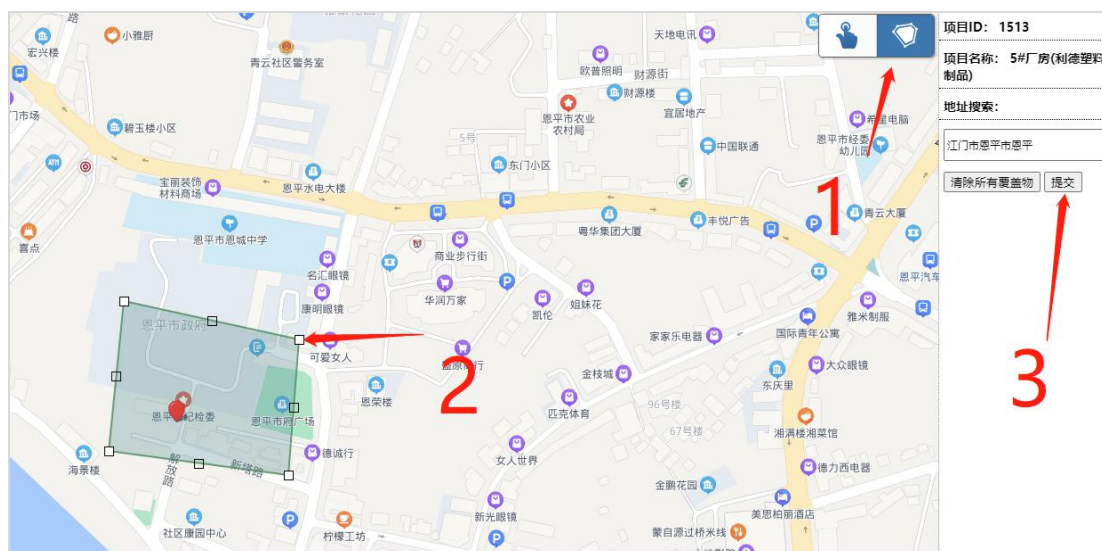 小雅厨
宏兴楼
天地电讯
项目ID： 1513
青云社区警务室
欧普照明
财源街
项目名称： 5#厂房(利德塑料
制品)
财源楼
宜居地产
门市场
恩平市农业
农村局
希星电脑
地址搜索：
碧玉楼小区
5号
恩平市经委
幼儿园
中国联通
江门市恩平市恩平
东门小区
ATM
宝丽装饰
材料商场
恩平水电大楼
1
清除所有覆盖物
提交
丰悦广告
青云大厦
粤华集团大厦
恩平市恩城中学
喜点
商业步行街
名汇眼镜
恩平汽车
华润万家
姐妹花
康明眼镜
凯伦
雅米制服
恩平市政府
家家乐电器
国际青年公寓
可爱女人
2
3
金枝城
大众眼镜
东庆里
恩荣楼
96号楼
匹克体育
恩平市府广场
67号楼
湘满楼湘菜馆
德诚行
女人世界
海景楼
解放路
新塔路
德力西电器
金鹏花园
新光眼镜
美思柏丽酒店
社区康园中心
柠檬工坊
蒙自源过桥米线